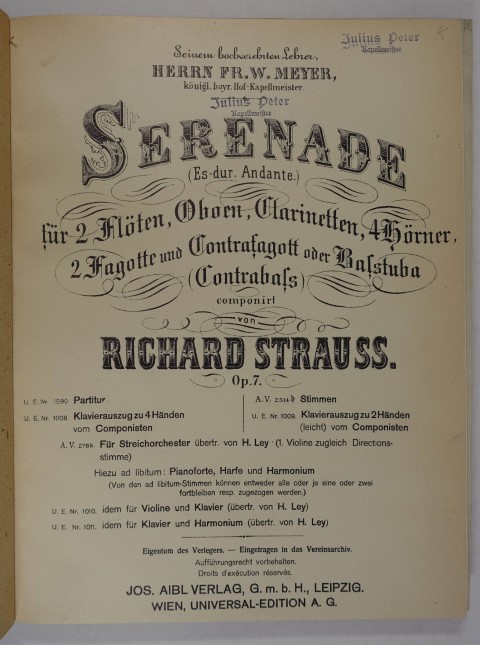 Julius Peter
Kapellmeister
Seinem hochverehrten Lehrer,
HERRN FR. W. MEYER,
königl. bayr. Hof-Kapellmeister.
Julius Peter
Kapellmeister
SERENADE
(Es-dur. Andante.)
für 2 Flöten, Oboen, Clarinetten, 4 Hörner,
2 Fagotte und Contrafagott oder Baſstuba
(Contrabaſs)
componirt
von
RICHARD STRAUSS.
Op. 7.
U. E. Nr. 1590 Partitur.
A. V. 2314 b Stimmen
U. E. Nr. 1008. Klavierauszug zu 4 Händen
vom Componisten
U. E. Nr. 1009. Klavierauszug zu 2 Händen
(leicht) vom Componisten
A. V. 2789. Für Streichorchester übertr. von H. Ley (1. Violine zugleich Directions-
stimme)
Hiezu ad libitum: Pianoforte, Harfe und Harmonium
(Von den ad libitum-Stimmen können entweder alle oder je eine oder zwei
fortbleiben resp. zugezogen werden.)
U. E. Nr. 1010. idem für Violine und Klavier (übertr. von H. Ley)
U. E. Nr. 1011. idem für Klavier und Harmonium (übertr. von H. Ley)
Eigentum des Verlegers. — Eingetragen in das Vereinsarchiv.
Aufführungsrecht vorbehalten.
Droits d'exécution réservés.
JOS. AIBL VERLAG, G. m. b. H., LEIPZIG.
WIEN, UNIVERSAL-EDITION A. G.